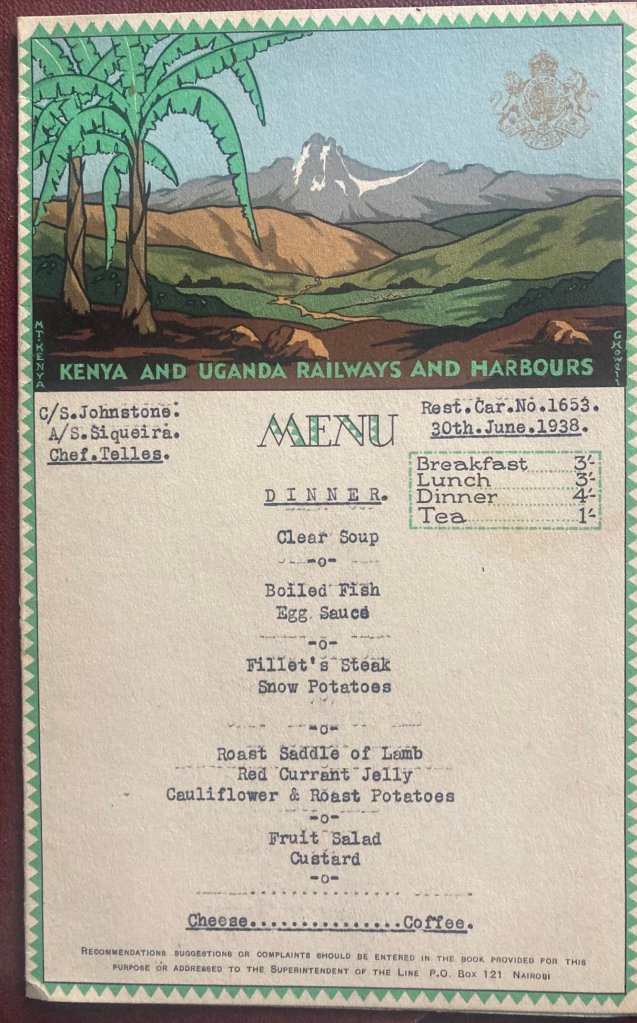 MT. KENYA
G Howell
KENYA AND UGANDA RAILWAYS AND HARBOURS
C/S.Johnstone.
A/S.Siqueira.
Chef.Telles.
MENU
Rest.Car.No.1653.
30th.June.1938.
Breakfast 3/-
Lunch 3/-
Dinner 4/-
Tea 1/-
DINNER.
Clear Soup
-o-
Boiled Fish
Egg Sauce
-o-
Fillet's Steak
Snow Potatoes
-o-
Roast Saddle of Lamb
Red Currant Jelly
Cauliflower & Roast Potatoes
-o-
Fruit Salad
Custard
-o-
Cheese...............Coffee.
RECOMMENDATIONS SUGGESTIONS OR COMPLAINTS SHOULD BE ENTERED IN THE BOOK PROVIDED FOR THIS
PURPOSE OR ADDRESSED TO THE SUPERINTENDENT OF THE LINE P.O. BOX 121 NAIROBI